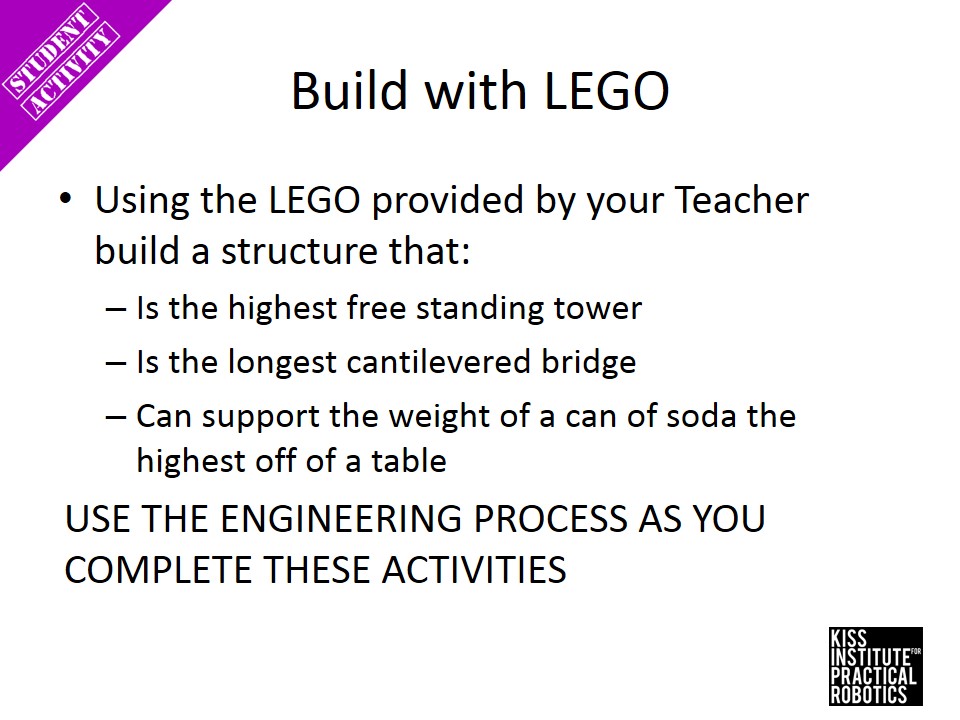 STUDENT
ACTIVITY
Build with LEGO
• Using the LEGO provided by your Teacher
build a structure that:
– Is the highest free standing tower
– Is the longest cantilevered bridge
– Can support the weight of a can of soda the
highest off of a table
USE THE ENGINEERING PROCESS AS YOU
COMPLETE THESE ACTIVITIES
KISS
INSTITUTE FOR
PRACTICAL
ROBOTICS